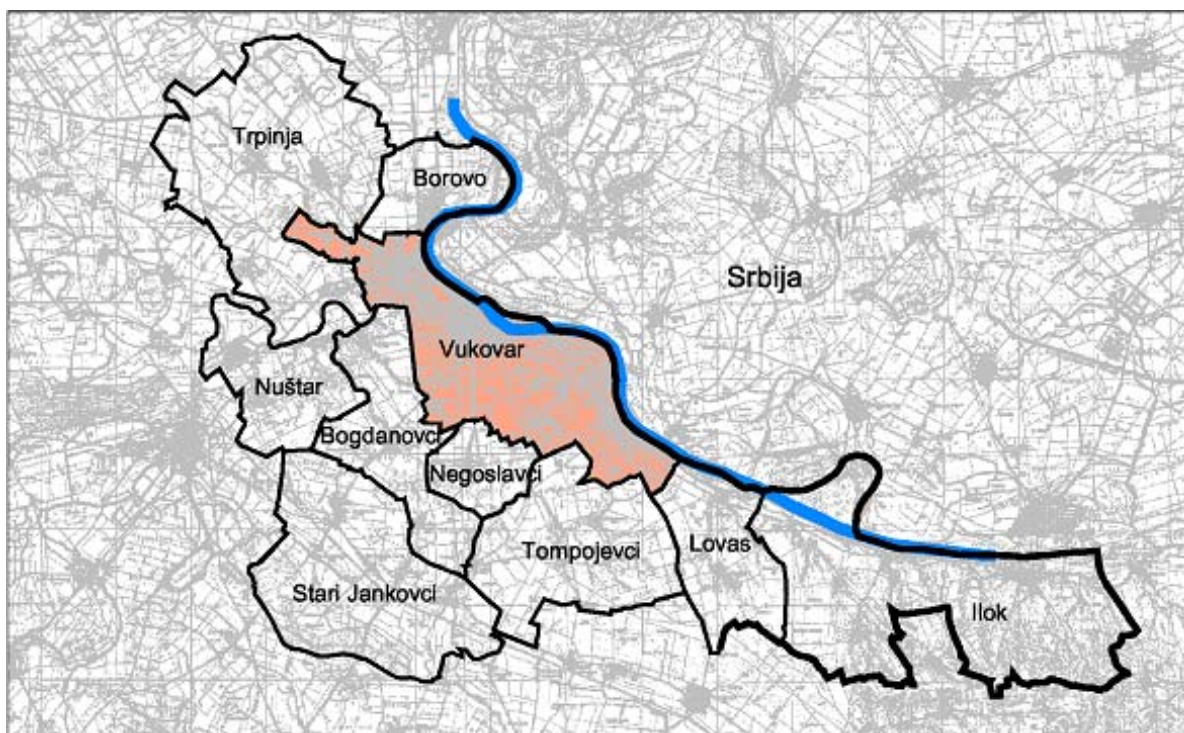 Trpinja
Borovo
Srbija
Vukovar
Nuštar
Bogdanovci
Negoslavci
Tompojevci
Lovas
Stari Jankovci
Ilok